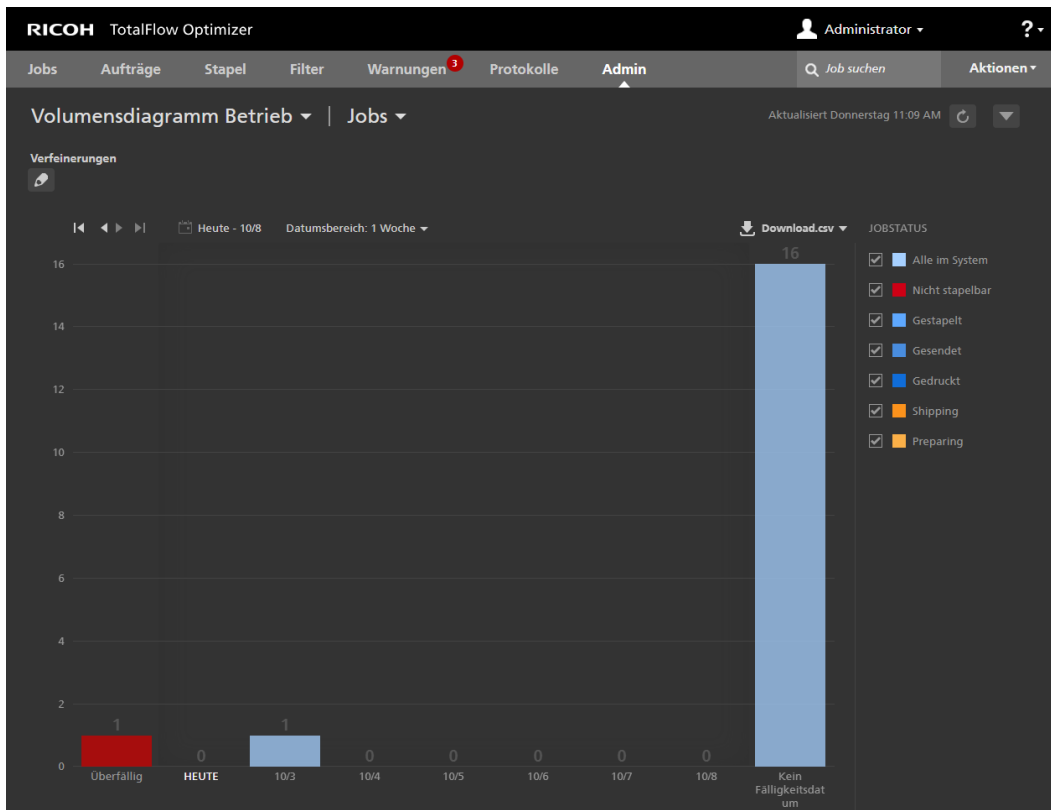 RICOH TotalFlow Optimizer Administrator ?
Jobs Aufträge Stapel Filter Warnungen 3 Protokolle Admin Job suchen Aktionen
Volumensdiagramm Betrieb | Jobs Aktualisiert Donnerstag 11:09 AM
Verfeinerungen
Heute - 10/8 Datumsbereich: 1 Woche Download.csv JOBSTATUS
16
16
14
12
10
8
6
4
2
0
1
0
1
0
0
0
0
0
Überfällig HEUTE 10/3 10/4 10/5 10/6 10/7 10/8 Kein
Fälligkeitsdat
um
Alle im System
Nicht stapelbar
Gestapelt
Gesendet
Gedruckt
Shipping
Preparing